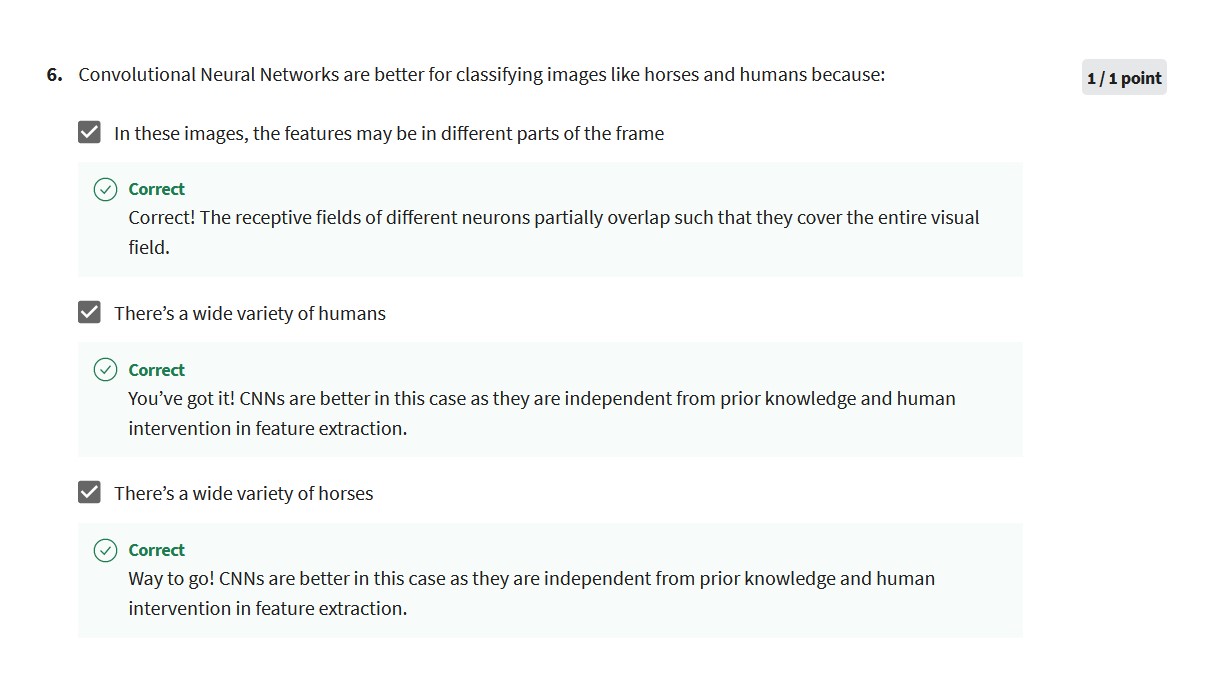 6. Convolutional Neural Networks are better for classifying images like horses and humans because:
1 / 1 point
In these images, the features may be in different parts of the frame
Correct
Correct! The receptive fields of different neurons partially overlap such that they cover the entire visual
field.
There’s a wide variety of humans
Correct
You’ve got it! CNNs are better in this case as they are independent from prior knowledge and human
intervention in feature extraction.
There’s a wide variety of horses
Correct
Way to go! CNNs are better in this case as they are independent from prior knowledge and human
intervention in feature extraction.